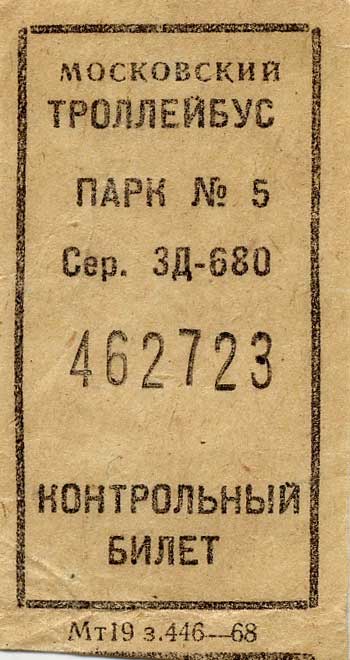 МОСКОВСКИЙ
ТРОЛЛЕЙБУС
ПАРК № 5
Сер. ЗД-680
462723
КОНТРОЛЬНЫЙ
БИЛЕТ
Мт19 з.446—68